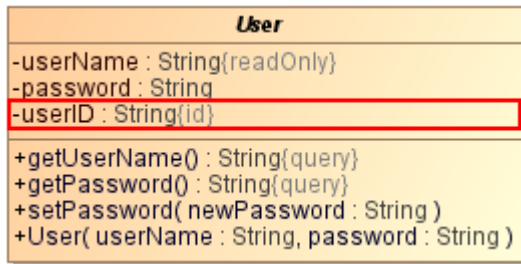 User
-userName : String{readOnly}
-password : String
-userID : String{id}
+getUserName() : String{query}
+getPassword() : String{query}
+setPassword( newPassword : String )
+User( userName : String, password : String )